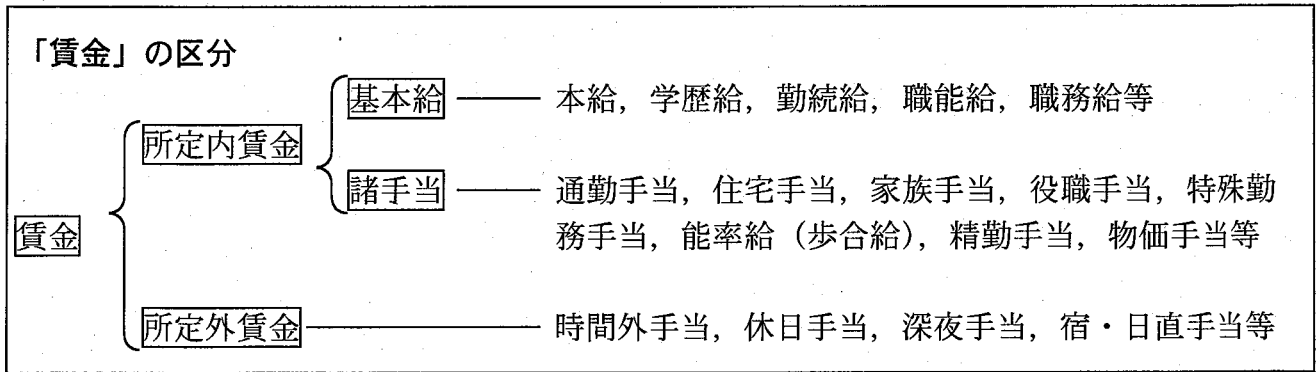 「賃金」の区分
基本給 本給，学歴給，勤続給，職能給，職務給等
所定内賃金
諸手当 通勤手当，住宅手当，家族手当，役職手当，特殊勤
賃金 務手当，能率給（歩合給），精勤手当，物価手当等
所定外賃金 時間外手当，休日手当，深夜手当，宿・日直手当等